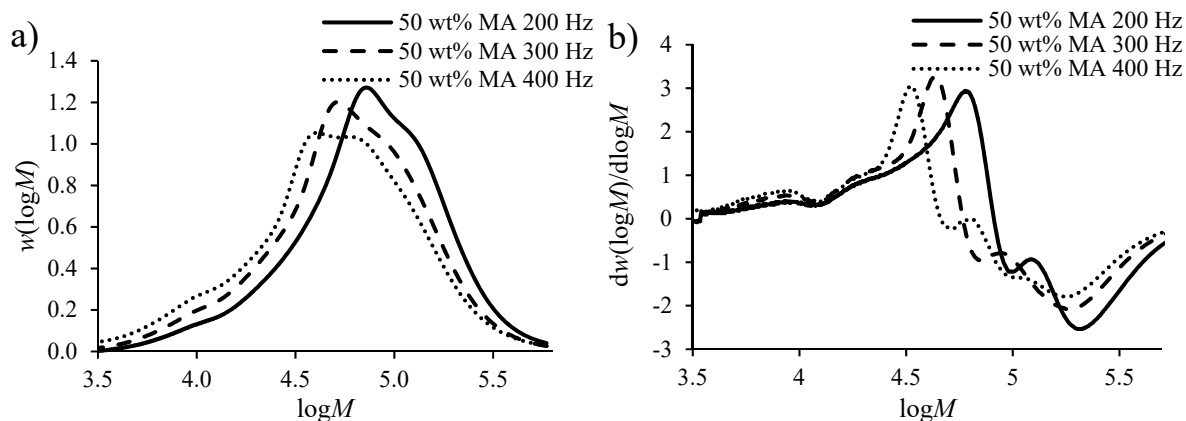 a)
50 wt% MA 200 Hz
50 wt% MA 300 Hz
50 wt% MA 400 Hz
1.4
1.2
1.0
0.8
0.6
0.4
0.2
0.0
w(logM)
3.5 4.0 4.5 5.0 5.5
logM
b)
50 wt% MA 200 Hz
50 wt% MA 300 Hz
50 wt% MA 400 Hz
4
3
2
1
0
-1
-2
-3
dw(logM)/dlogM
3.5 4 4.5 5 5.5
logM